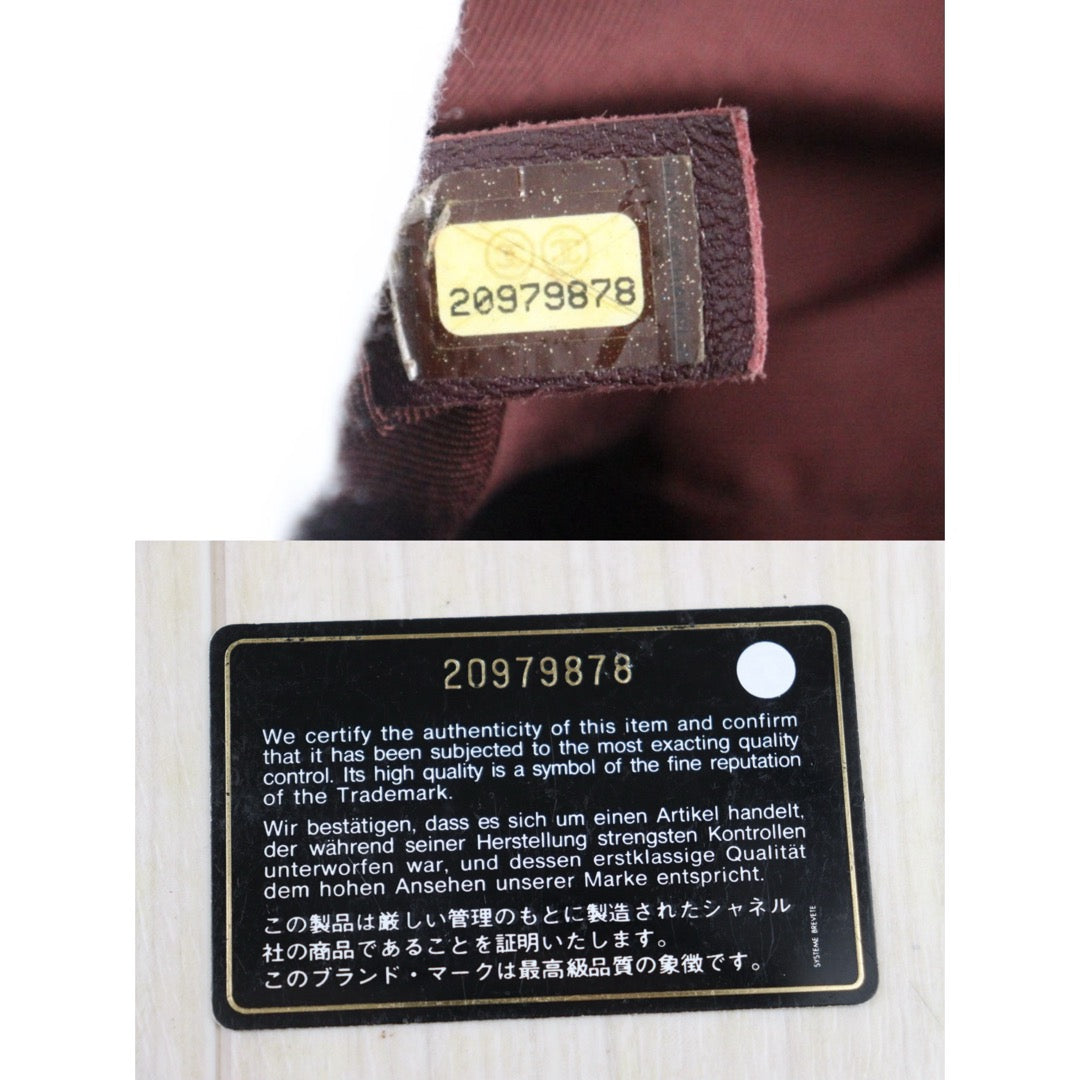 20979878
20979878
We certify the authenticity of this item and confirm
that it has been subjected to the most exacting quality
control. Its high quality is a symbol of the fine reputation
of the Trademark.
Wir bestätigen, dass es sich um einen Artikel handelt,
der während seiner Herstellung strengsten Kontrollen
unterworfen war, und dessen erstklassige Qualität
dem hohen Ansehen unserer Marke entspricht.
この製品は厳しい管理のもとに製造されたシャネル
社の商品であることを証明いたします。
このブランド・マークは最高級品質の象徴です。
SYSTEME BREVETE